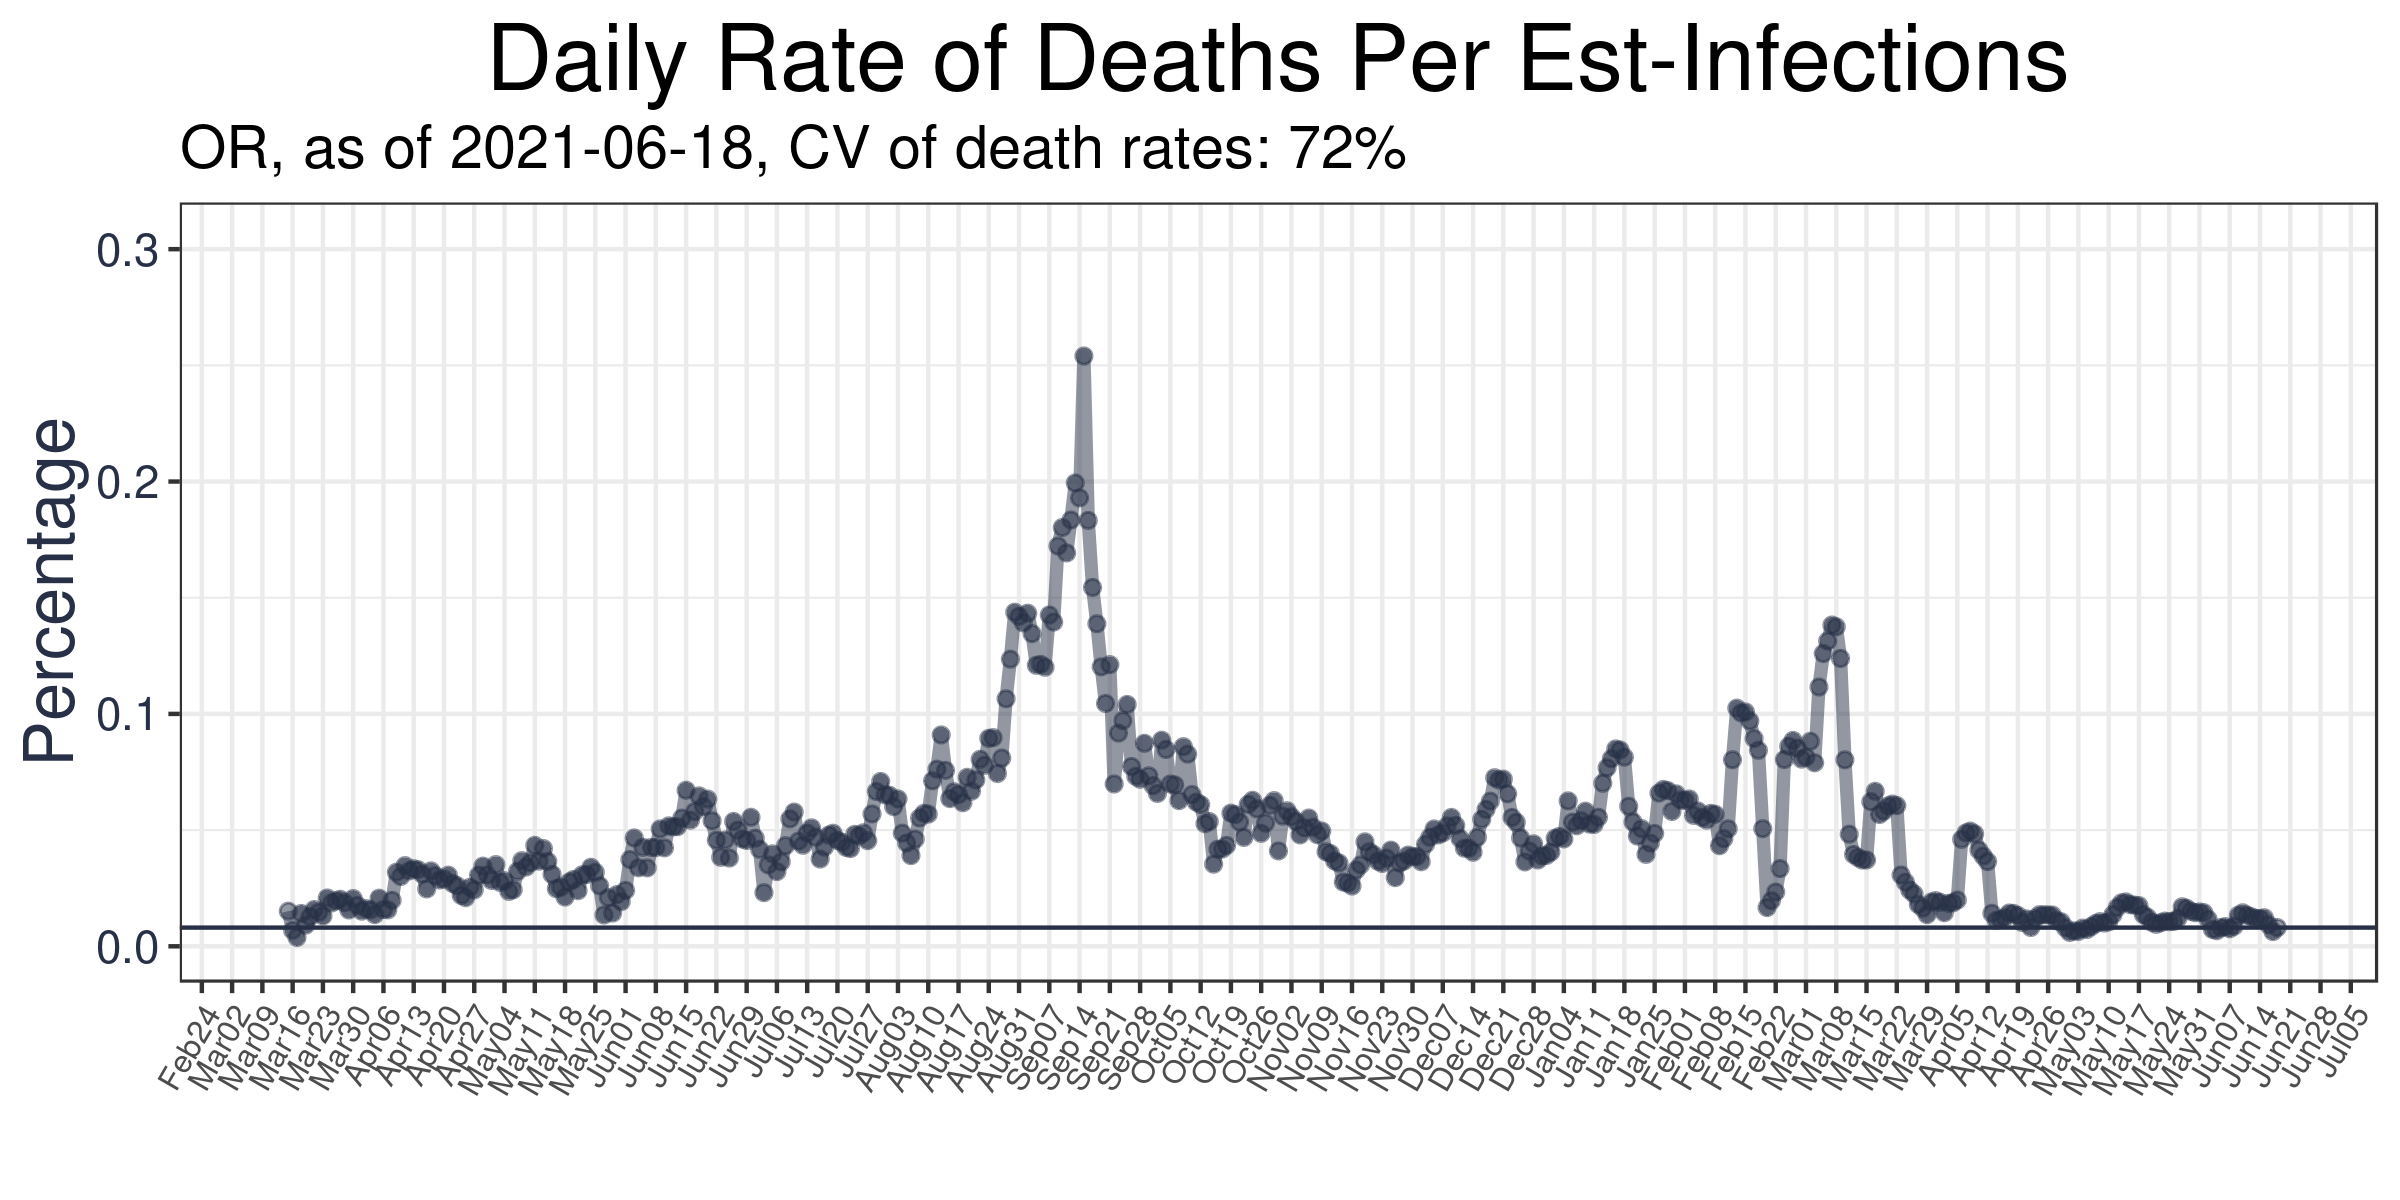 Daily Rate of Deaths Per Est-Infections
OR, as of 2021-06-18, CV of death rates: 72%
Percentage
0.3
0.2
0.1
0.0
Feb24
Mar02
Mar09
Mar16
Mar23
Mar30
Apr06
Apr13
Apr20
Apr27
May04
May11
May18
May25
Jun01
Jun08
Jun15
Jun22
Jun29
Jul06
Jul13
Jul20
Jul27
Aug03
Aug10
Aug17
Aug24
Aug31
Sep07
Sep14
Sep21
Sep28
Oct05
Oct12
Oct19
Oct26
Nov02
Nov09
Nov16
Nov23
Nov30
Dec07
Dec14
Dec21
Dec28
Jan04
Jan11
Jan18
Jan25
Feb01
Feb08
Feb15
Feb22
Mar01
Mar08
Mar15
Mar22
Mar29
Apr05
Apr12
Apr19
Apr26
May03
May10
May17
May24
May31
Jun07
Jun14
Jun21
Jun28
Jul05